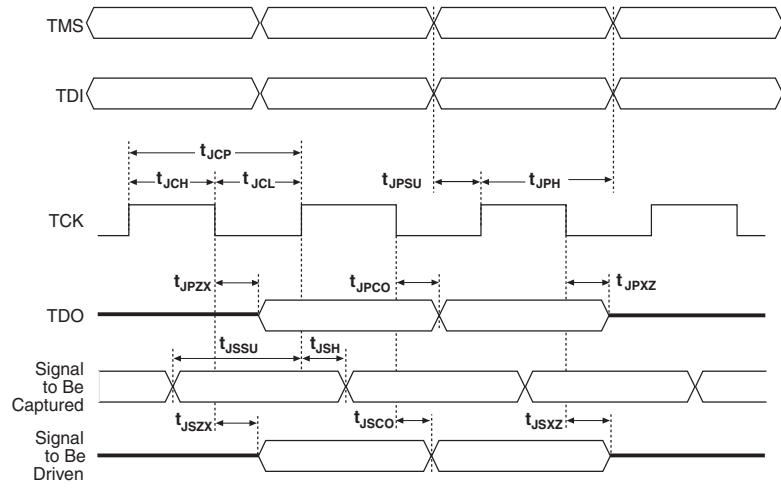 TMS
TDI
tJCP
tJCH
tJCL
tJPSU
tJPH
TCK
tJPZX
tJPCO
tJPXZ
TDO
tJSSU
tJSH
Signal
to Be
Captured
tJSZX
tJSCO
tJSXZ
Signal
to Be
Driven